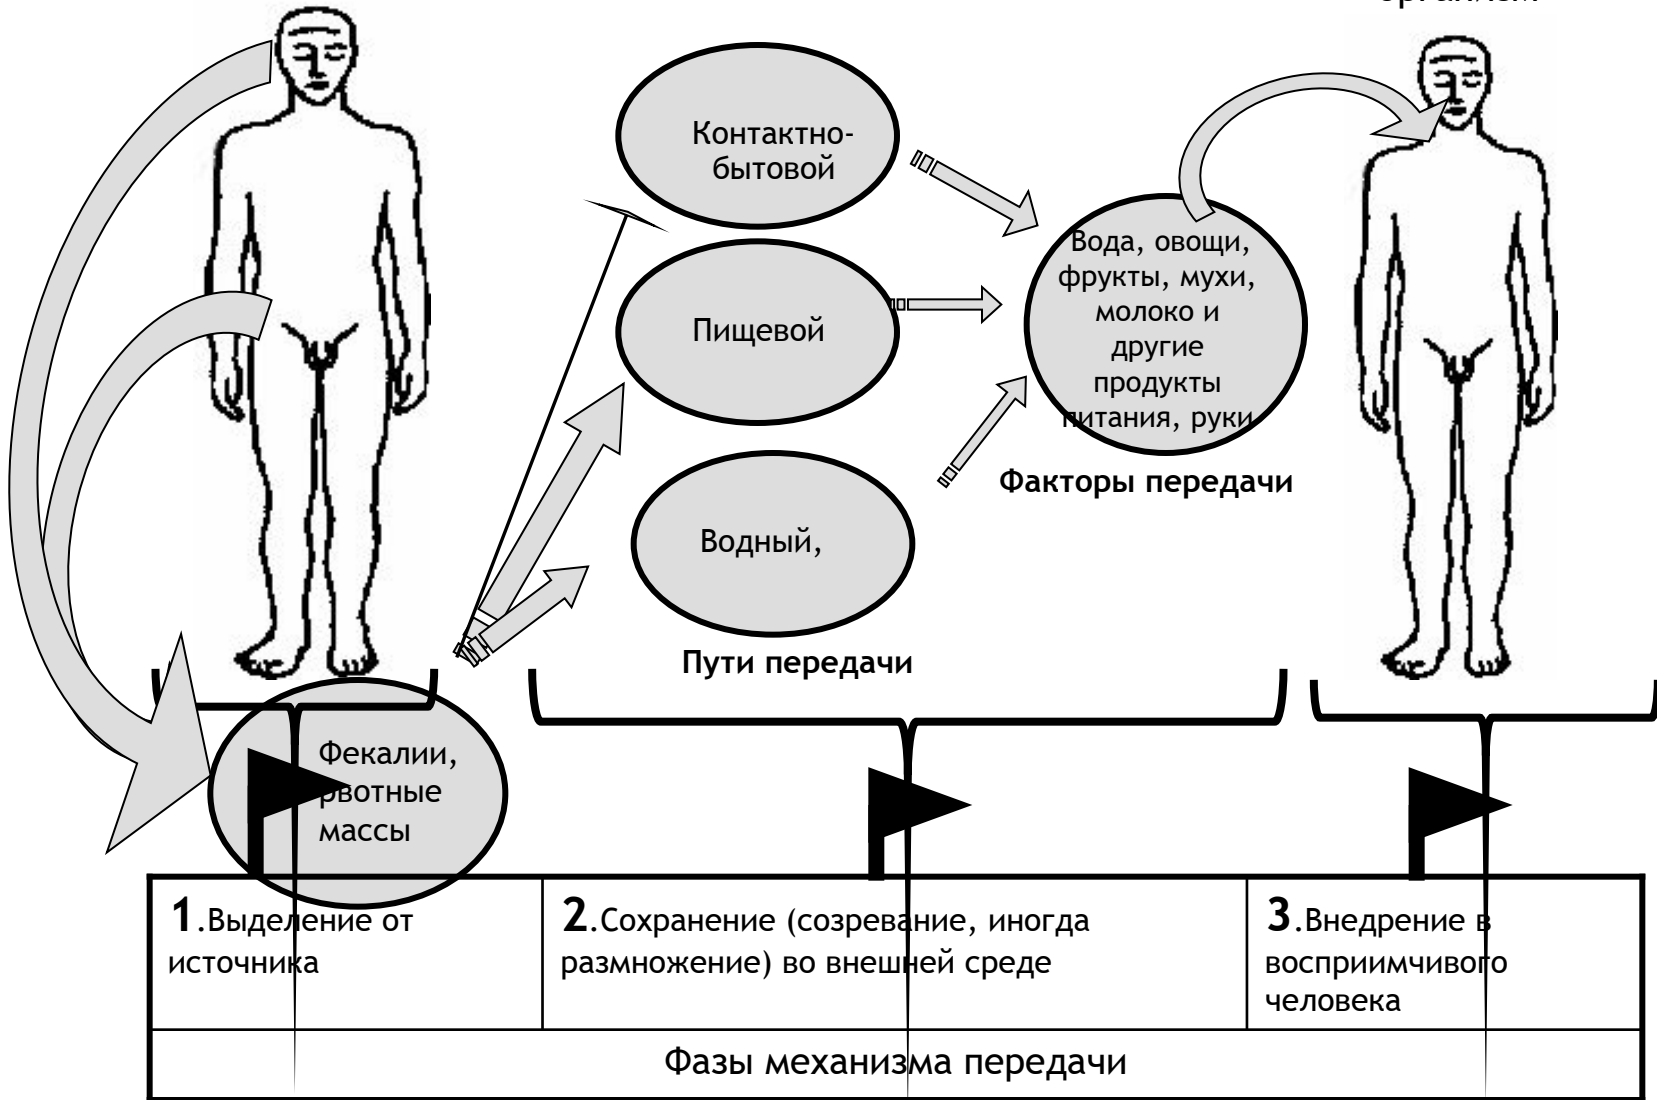 Контактно-
бытовой
Пищевой
Водный,
Пути передачи
Вода, овощи,
фрукты, мухи,
молоко и
другие
продукты
питания, руки
Факторы передачи
Фекалии,
рвотные
массы
1.Выделение от
источника
2.Сохранение (созревание, иногда
размножение) во внешней среде
3.Внедрение в
восприимчивого
человека
Фазы механизма передачи